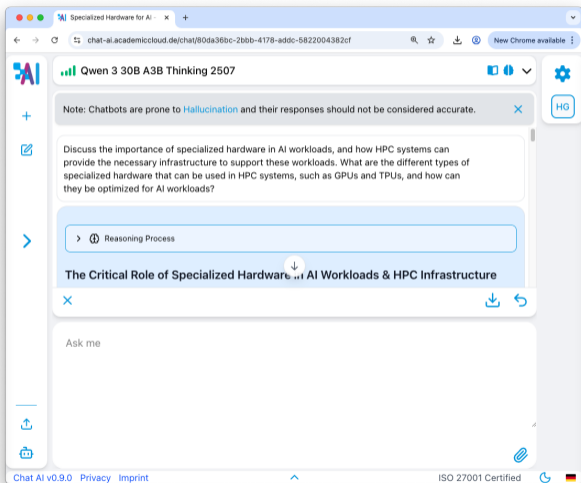 Specialized Hardware for AI
chat-ai.academiccloud.de/chat/80da36bc-2bbb-4178-addc-5822004382cf
New Chrome available
AI
Qwen 3 30B A3B Thinking 2507
HG
Note: Chatbots are prone to Hallucination and their responses should not be considered accurate.
Discuss the importance of specialized hardware in AI workloads, and how HPC systems can
provide the necessary infrastructure to support these workloads. What are the different types of
specialized hardware that can be used in HPC systems, such as GPUs and TPUs, and how can
they be optimized for AI workloads?
Reasoning Process
The Critical Role of Specialized Hardware in AI Workloads & HPC Infrastructure
Ask me
Chat AI v0.9.0 Privacy Imprint
ISO 27001 Certified